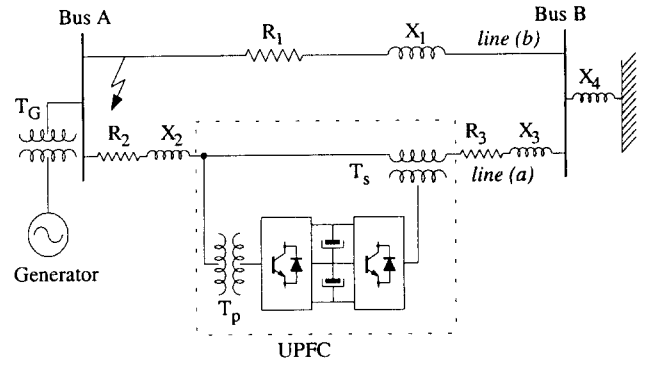 Bus A
Bus B
R1
X1
line (b)
X4
TG
R2
X2
R3
X3
Ts
line (a)
Generator
Tp
UPFC